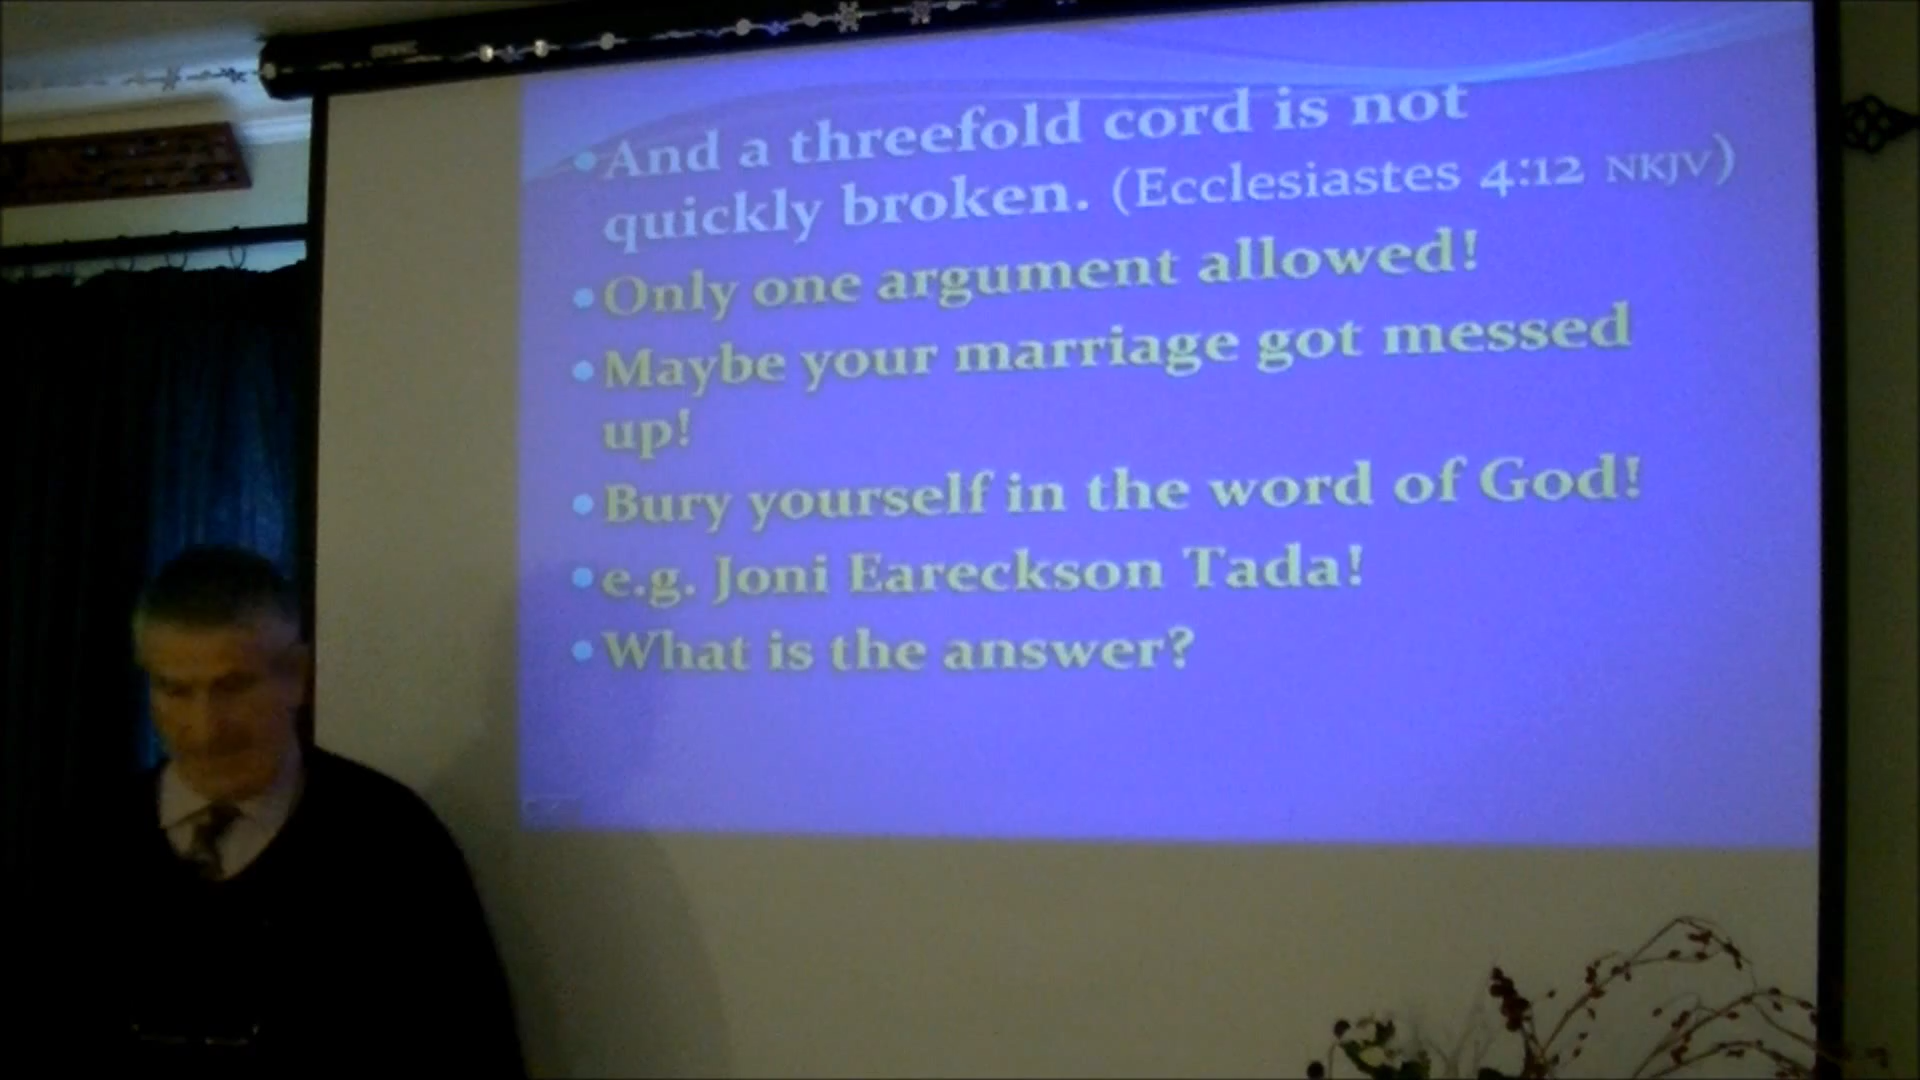 •And a threefold cord is not
quickly broken. (Ecclesiastes 4:12 NKJV)
•Only one argument allowed!
•Maybe your marriage got messed
up!
•Bury yourself in the word of God!
•e.g. Joni Eareckson Tada!
•What is the answer?